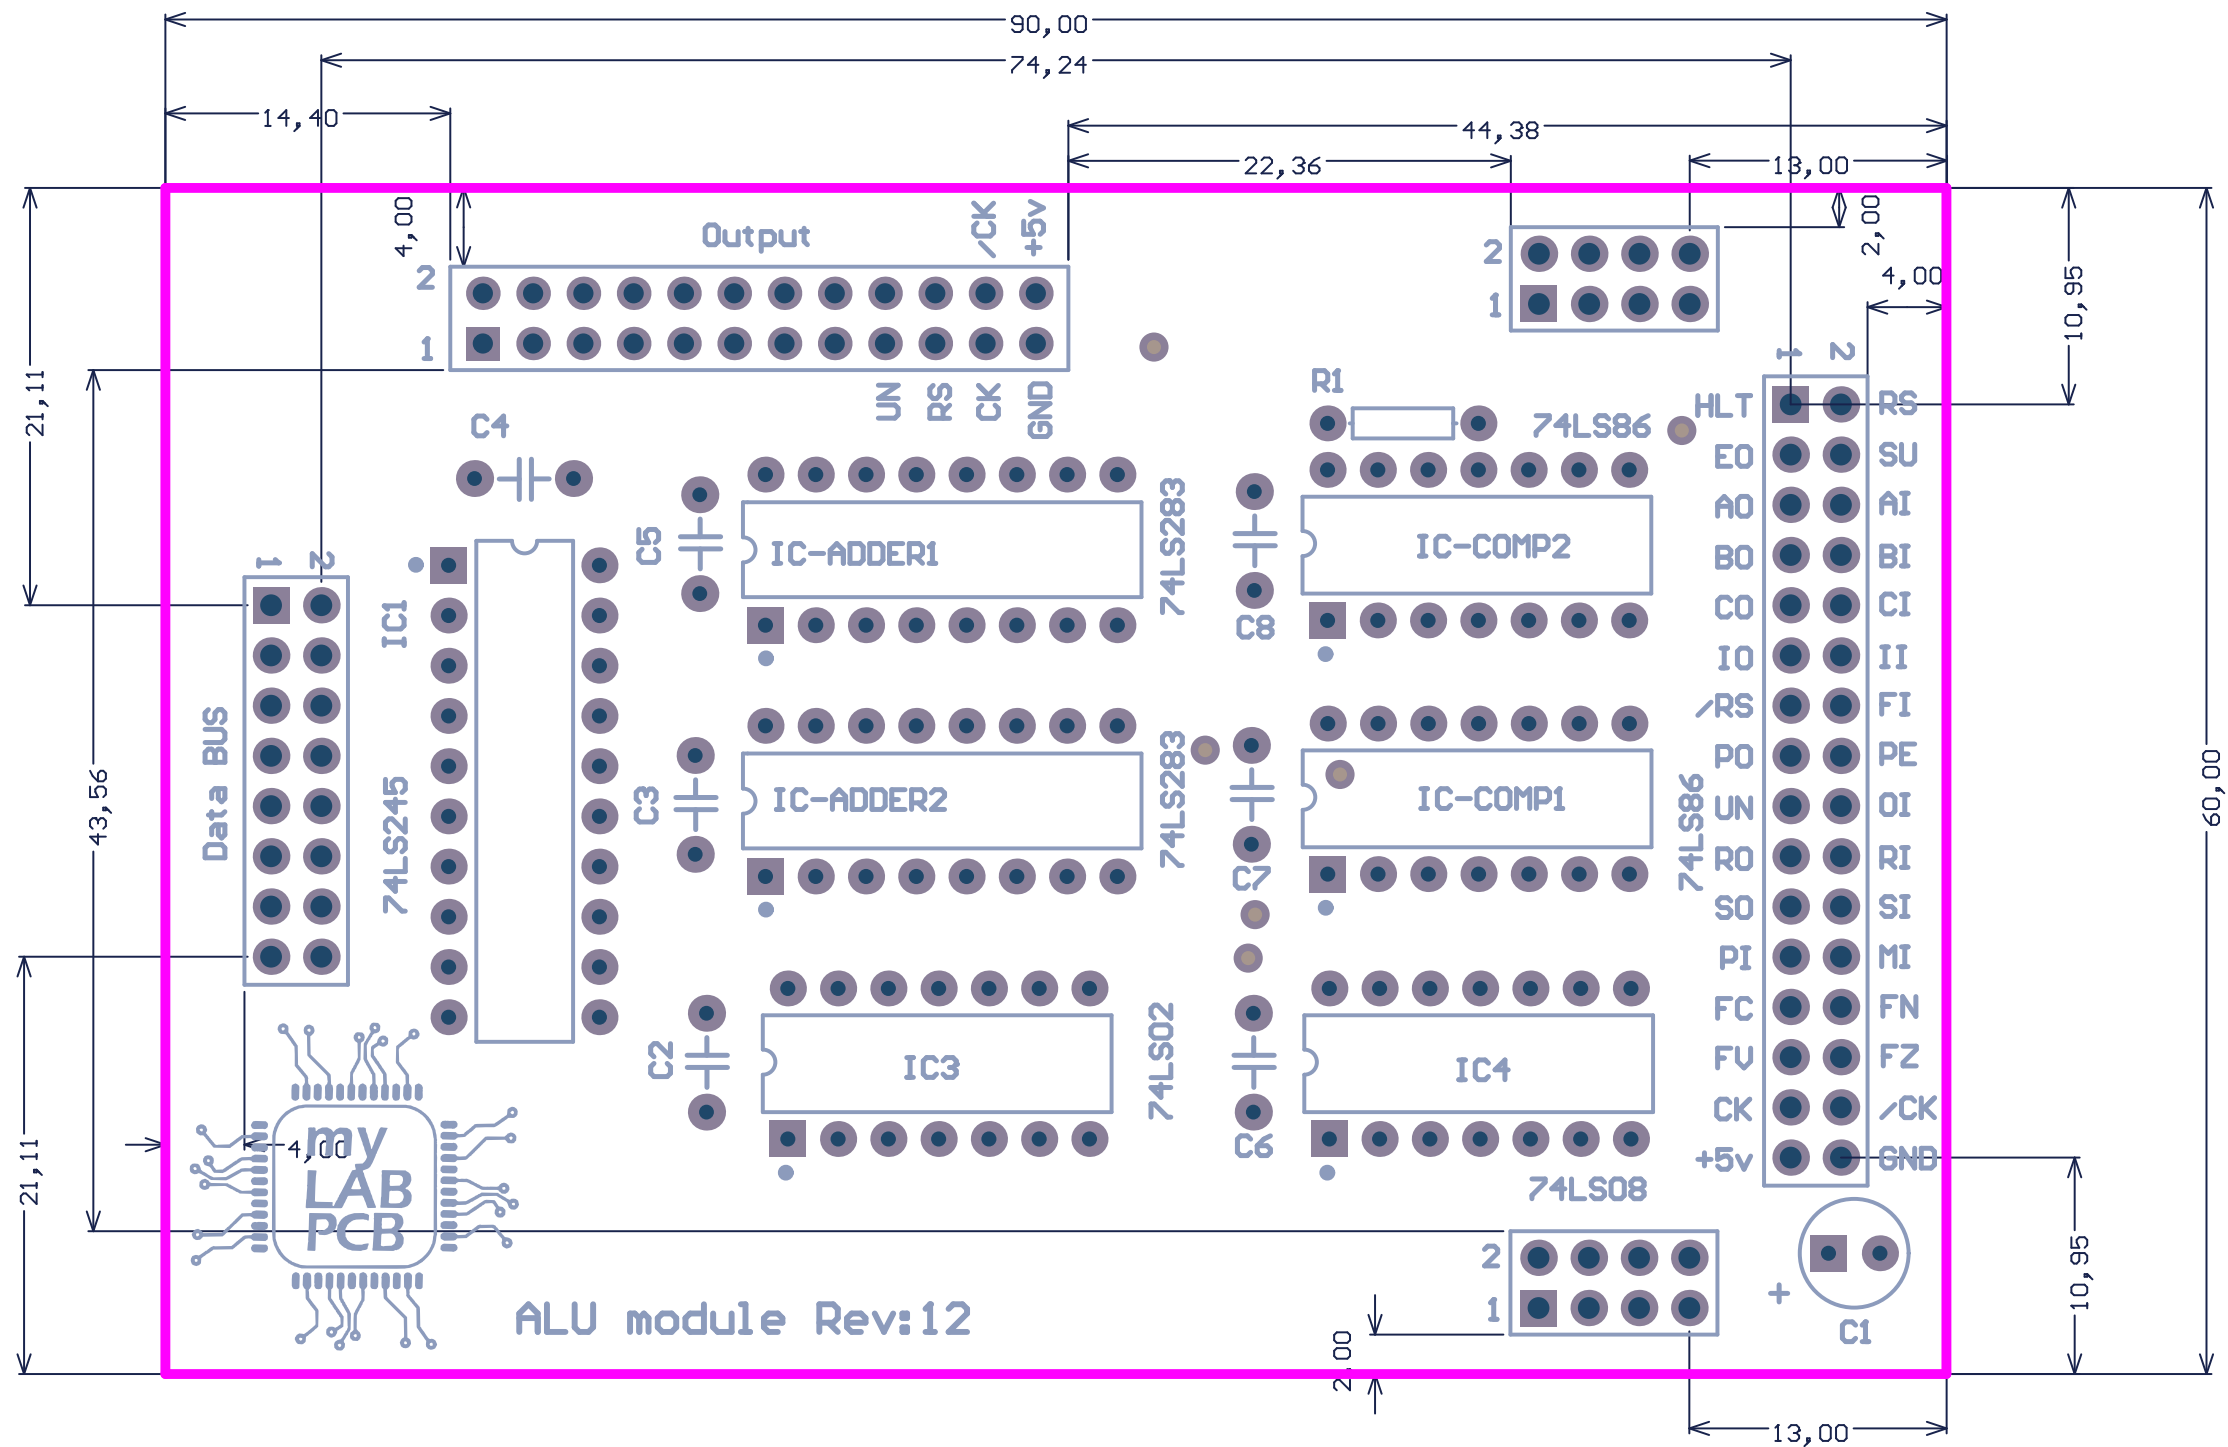 90,00
74,24
14,40
44,38
22,36
13,00
4,00
2,00
Output
/CK
+5v
2
1
UN
RS
CK
GND
2
1
4,00
10,95
21,11
43,56
60,00
C4
R1
74LS86
1
2
HLT
RS
EO
SU
AO
AI
BO
BI
CO
CI
IO
II
/RS
FI
PO
PE
UN
OI
RO
RI
SO
SI
PI
MI
FC
FN
FV
FZ
CK
/CK
+5v
GND
C5
IC-ADDER1
74LS283
IC-COMP2
C8
1
2
IC1
Data BUS
74LS245
C3
IC-ADDER2
74LS283
IC-COMP1
74LS86
C7
C2
IC3
74LS02
IC4
C6
74LS08
21,11
4,00
my
LAB
PCB
ALU module Rev:12
2
1
+
C1
2,00
10,95
13,00